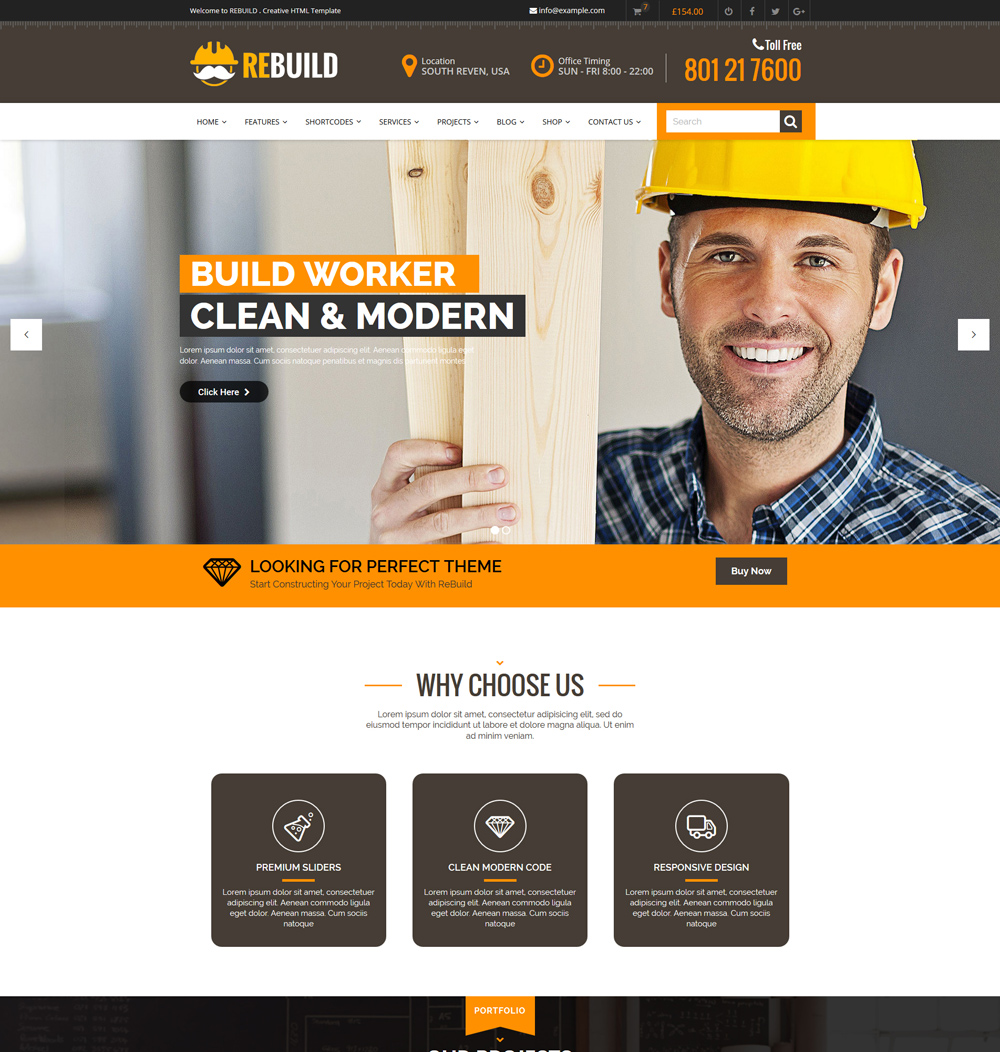 Welcome to REBUILD . Creative HTML Template
info@example.com
7
£154.00
REBUILD
Location
SOUTH REVEN, USA
Office Timing
SUN - FRI 8:00 - 22:00
Toll Free
801 21 7600
HOME
FEATURES
SHORTCODES
SERVICES
PROJECTS
BLOG
SHOP
CONTACT US
Search
BUILD WORKER
CLEAN & MODERN
Lorem ipsum dolor sit amet, consectetuer adipiscing elit. Aenean commodo ligula eget
dolor. Aenean massa. Cum sociis natoque penatibus et magnis dis parturient montes
Click Here
LOOKING FOR PERFECT THEME
Start Constructing Your Project Today With ReBuild
Buy Now
WHY CHOOSE US
Lorem ipsum dolor sit amet, consectetur adipisicing elit, sed do
eiusmod tempor incididunt ut labore et dolore magna aliqua. Ut enim
ad minim veniam.
PREMIUM SLIDERS
Lorem ipsum dolor sit amet, consectetuer
adipiscing elit. Aenean commodo ligula
eget dolor. Aenean massa. Cum sociis
natoque
CLEAN MODERN CODE
Lorem ipsum dolor sit amet, consectetuer
adipiscing elit. Aenean commodo ligula
eget dolor. Aenean massa. Cum sociis
natoque
RESPONSIVE DESIGN
Lorem ipsum dolor sit amet, consectetuer
adipiscing elit. Aenean commodo ligula
eget dolor. Aenean massa. Cum sociis
natoque
PORTFOLIO
OUR PROJECTS